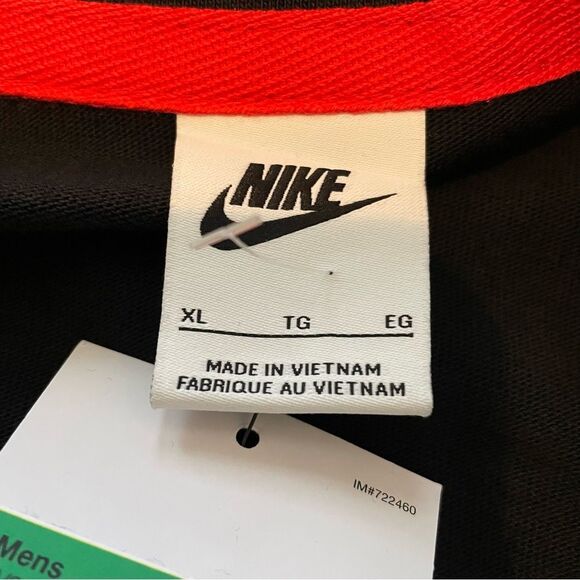 NIKE
XL TG EG
MADE IN VIETNAM
FABRIQUE AU VIETNAM
IM#722460
Mens